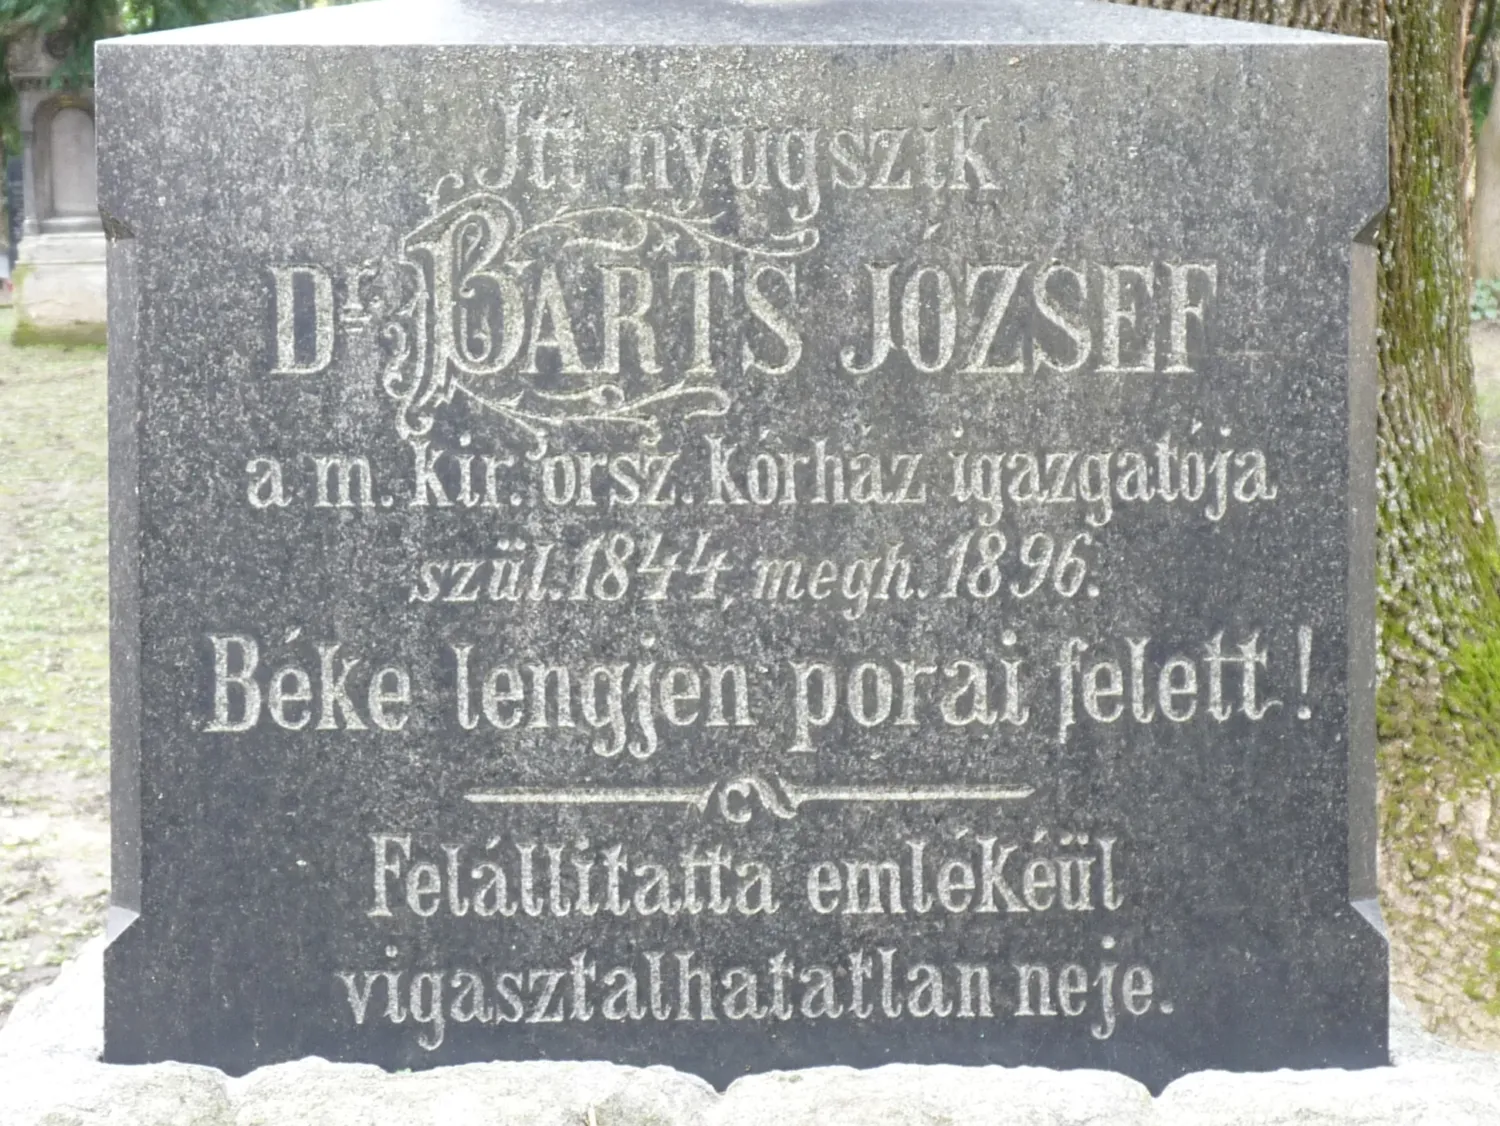 Itt nyugszik
Dr. BARTS JÓZSEF
a m. kir. orsz. kórház igazgatója
szül. 1844, megh. 1896.
Béke lengjen porai felett!
Felállitatta emlékéül
vigasztalhatatlan neje.